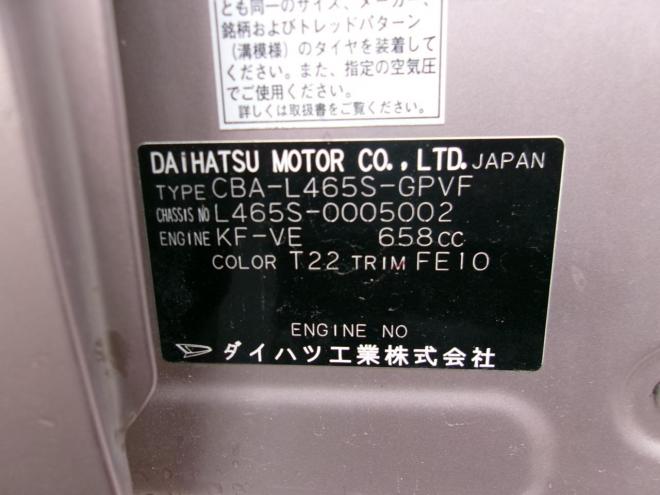 とも同一のサイズ、メーカー、
銘柄およびトレッドパターン
(溝模様)のタイヤを装着して
ください。また、指定の空気圧
でご使用ください。
詳しくは取扱書をご覧ください。
DAIHATSU MOTOR CO., LTD. JAPAN
TYPE CBA-L465S-GPVF
CHASSIS NO L465S-0005002
ENGINE KF-VE 658CC
COLOR T22 TRIM FE10
ENGINE NO
ダイハツ工業株式会社